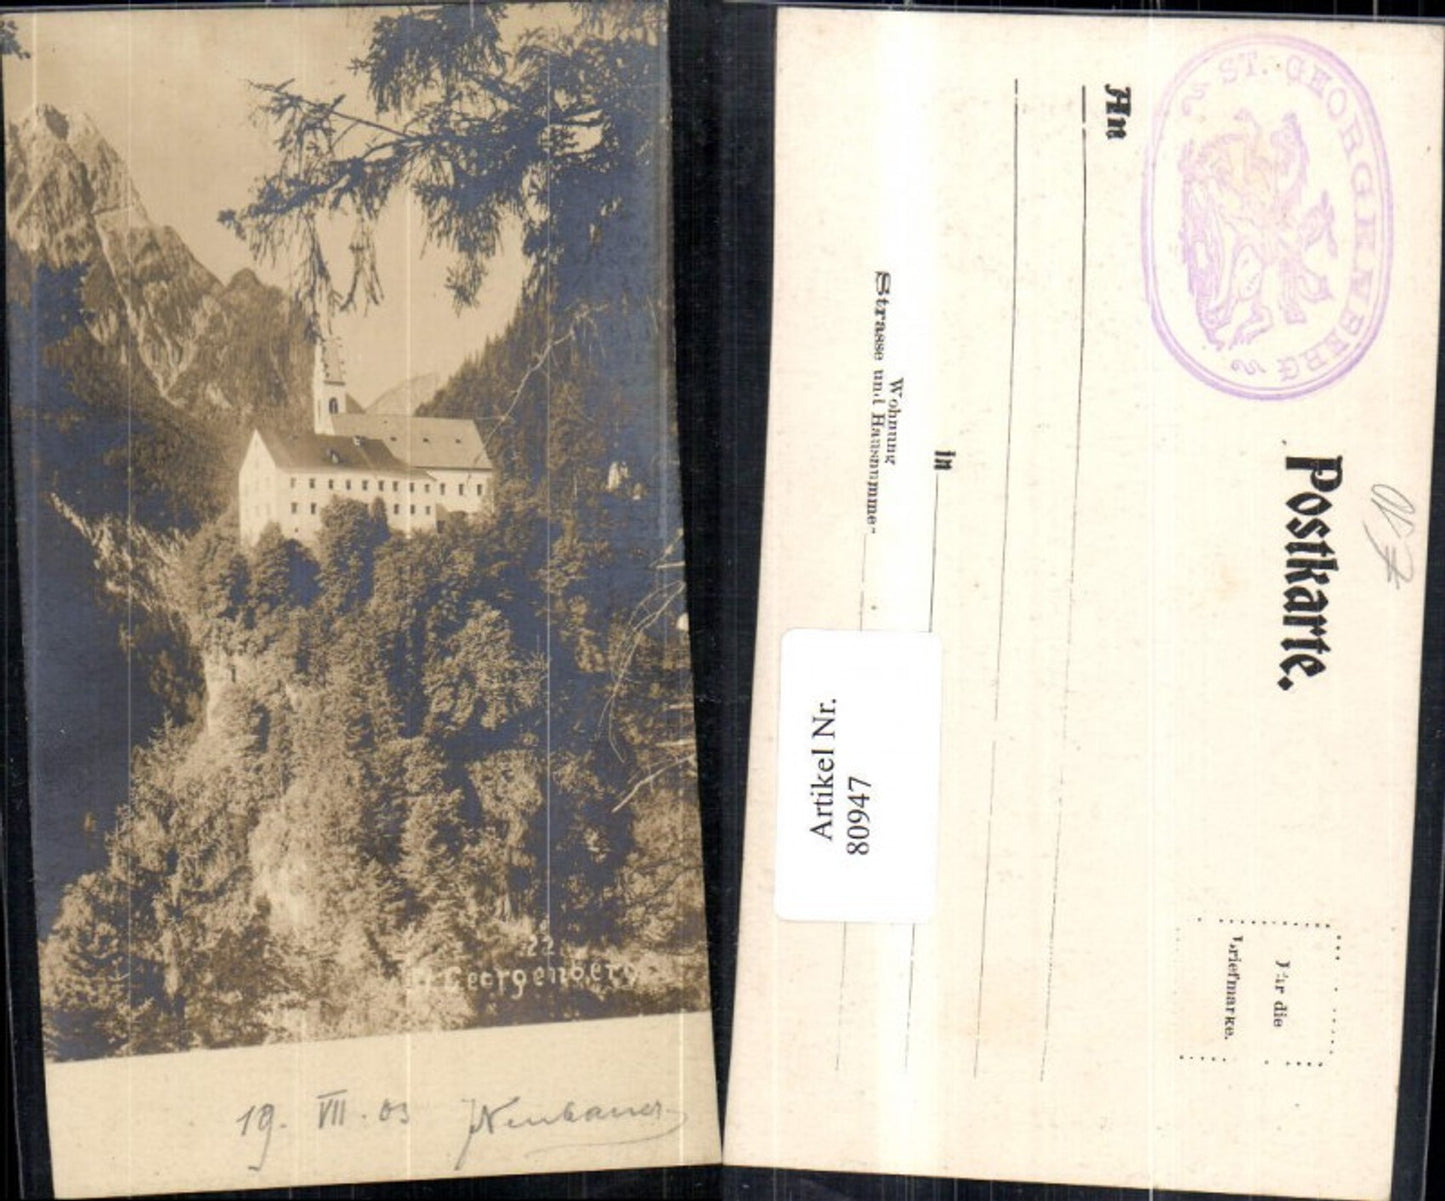 22
St. Georgenberg
19. VII. 03 Neubauer
ST. GEORGENBERG
Postkarte.
An
in
Wohnung
Strasse und Hausnummer
Für die
Briefmarke.
Artikel Nr.
80947